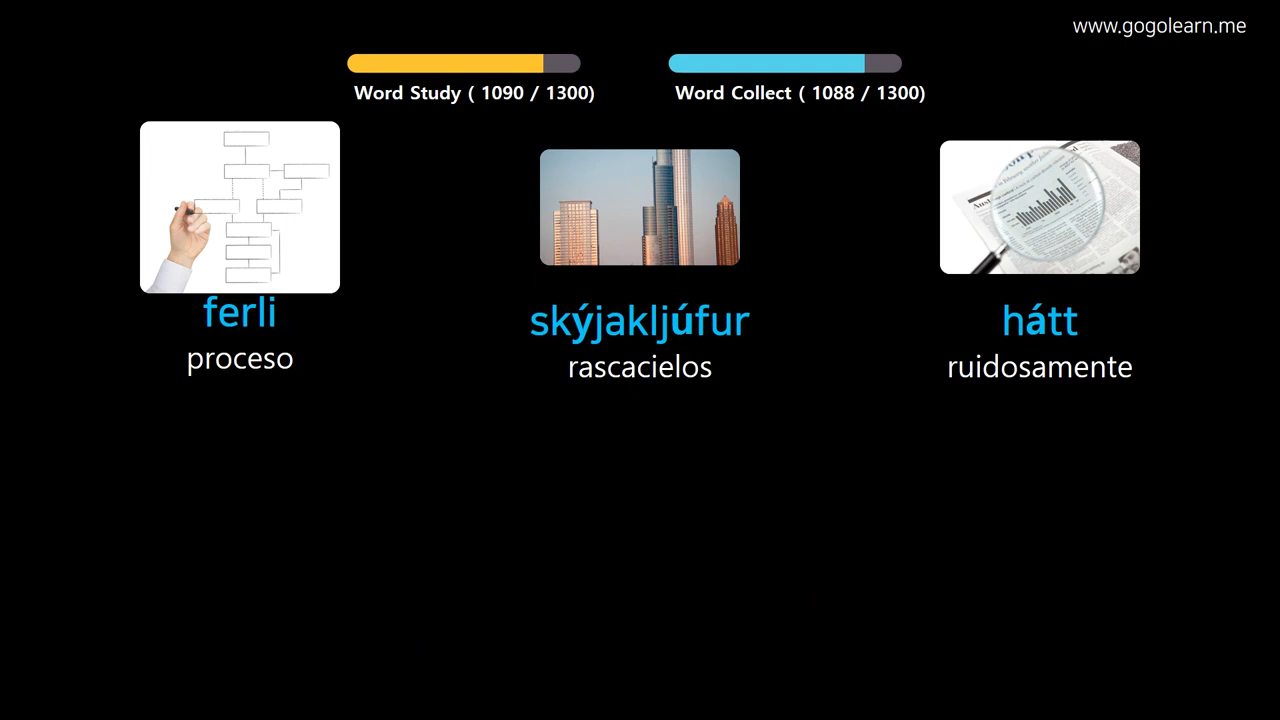 www.gogolearn.me
Word Study ( 1090 / 1300)
Word Collect ( 1088 / 1300)
ferli
proceso
skýjakljúfur
rascacielos
hátt
ruidosamente